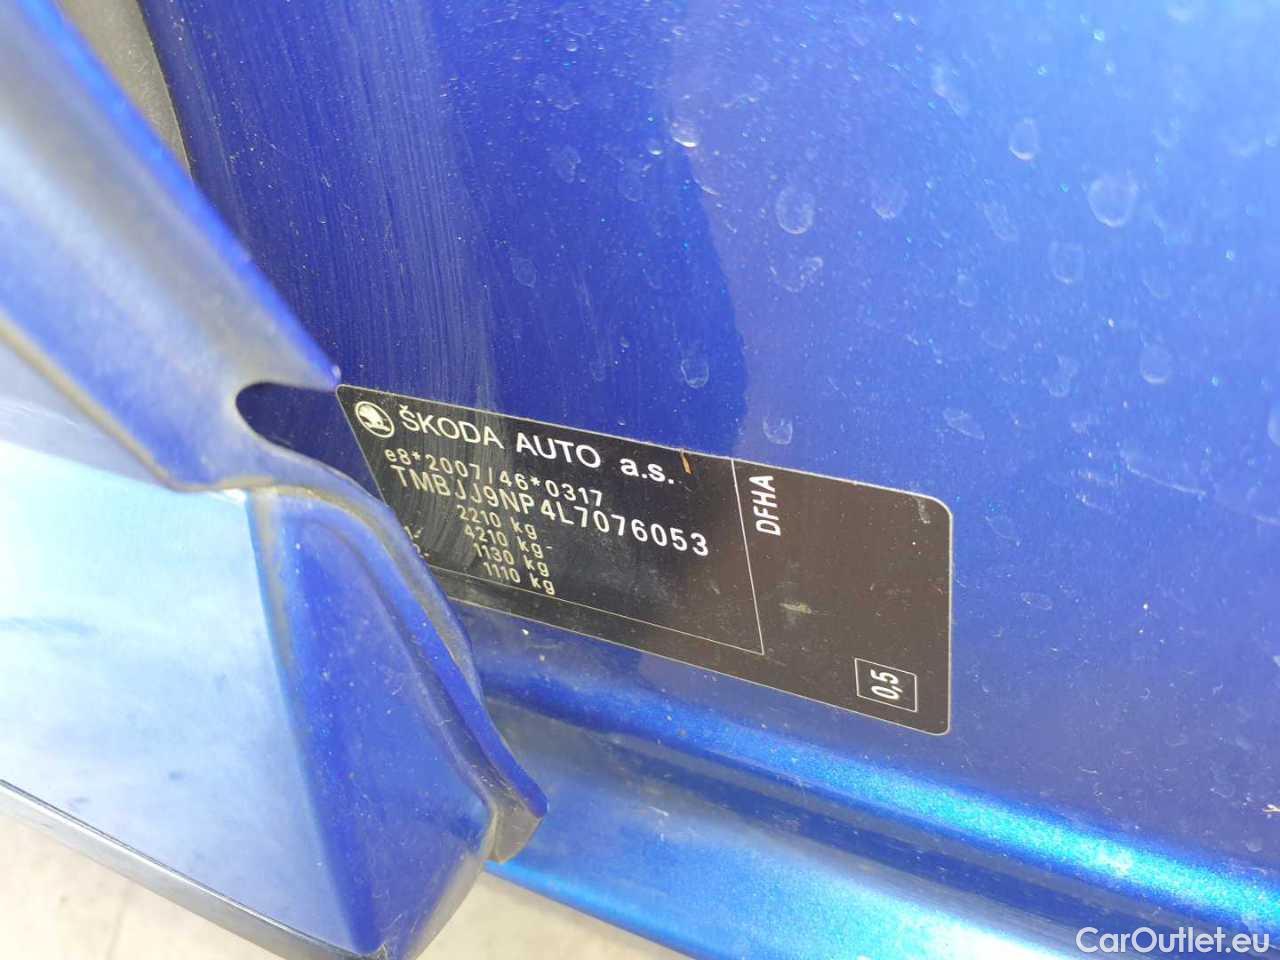 ŠKODA AUTO a.s.
e8*2007/46*0317
TMBJJ9NP4L7076053
2210 kg
4210 kg-
1130 kg
1110 kg
DFHA
0,5
CarOutlet.eu